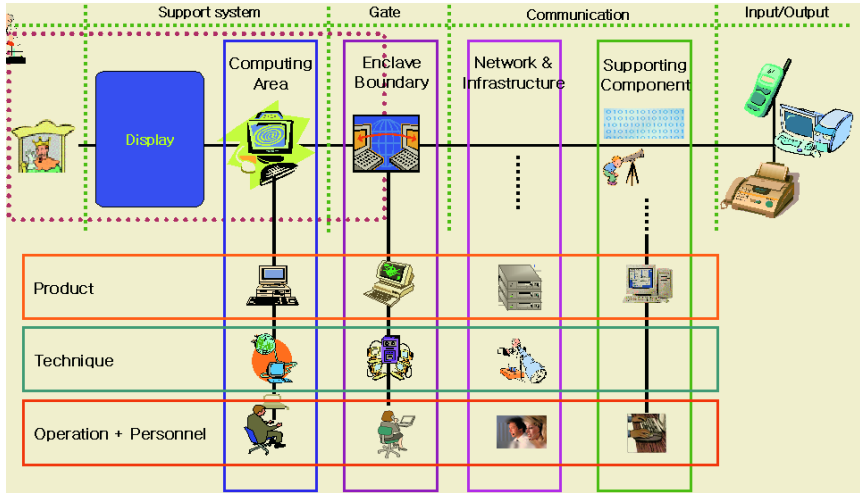 Support system
Gate
Communication
Input/Output
Computing
Area
Enclave
Boundary
Network &
Infrastructure
Supporting
Component
Display
Product
Technique
Operation + Personnel